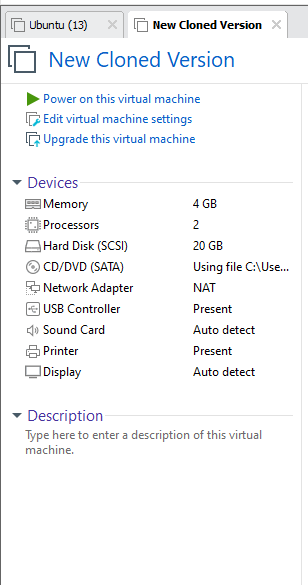 Ubuntu (13)
New Cloned Version
New Cloned Version
Power on this virtual machine
Edit virtual machine settings
Upgrade this virtual machine
Devices
Memory 4 GB
Processors 2
Hard Disk (SCSI) 20 GB
CD/DVD (SATA) Using file C:\Use...
Network Adapter NAT
USB Controller Present
Sound Card Auto detect
Printer Present
Display Auto detect
Description
Type here to enter a description of this virtual
machine.